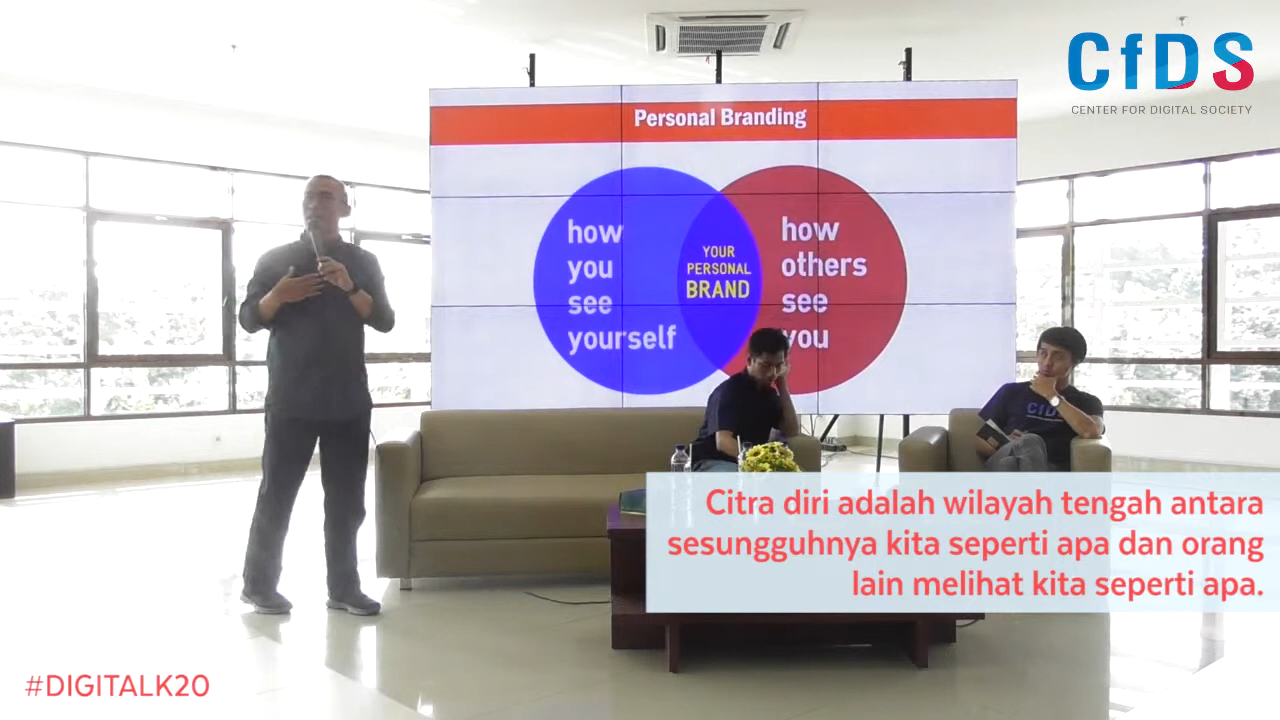 CfDS
CENTER FOR DIGITAL SOCIETY
Personal Branding
how
you
see
yourself
YOUR
PERSONAL
BRAND
how
others
see
you
CfDS
Citra diri adalah wilayah tengah antara
sesungguhnya kita seperti apa dan orang
lain melihat kita seperti apa.
#DIGITALK20